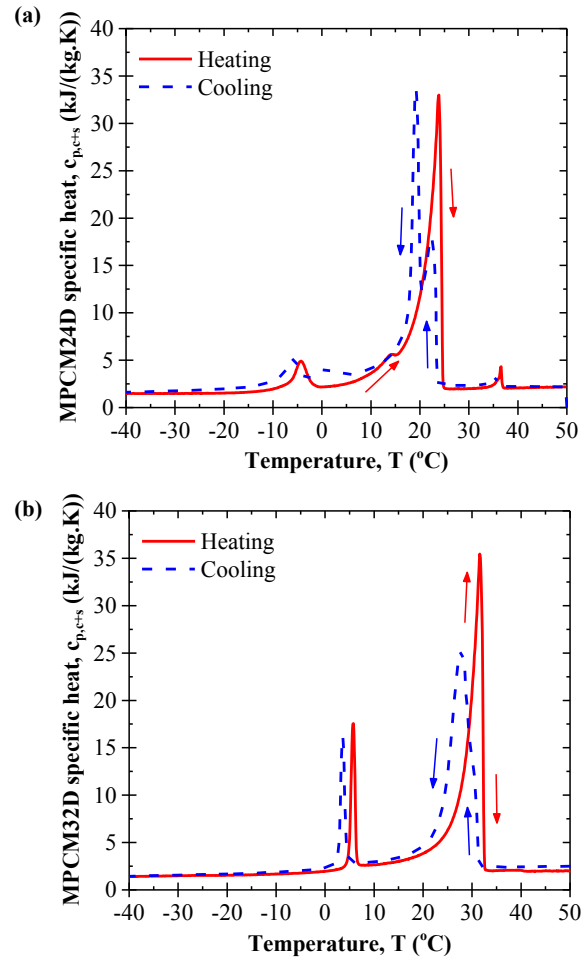 (a)
MPCM24D specific heat, cp,c+s (kJ/(kg.K))
40
35
30
25
20
15
10
5
0
Heating
Cooling
-40 -30 -20 -10 0 10 20 30 40 50
Temperature, T (oC)
(b)
MPCM32D specific heat, cp,c+s (kJ/(kg.K))
40
35
30
25
20
15
10
5
0
Heating
Cooling
-40 -30 -20 -10 0 10 20 30 40 50
Temperature, T (oC)